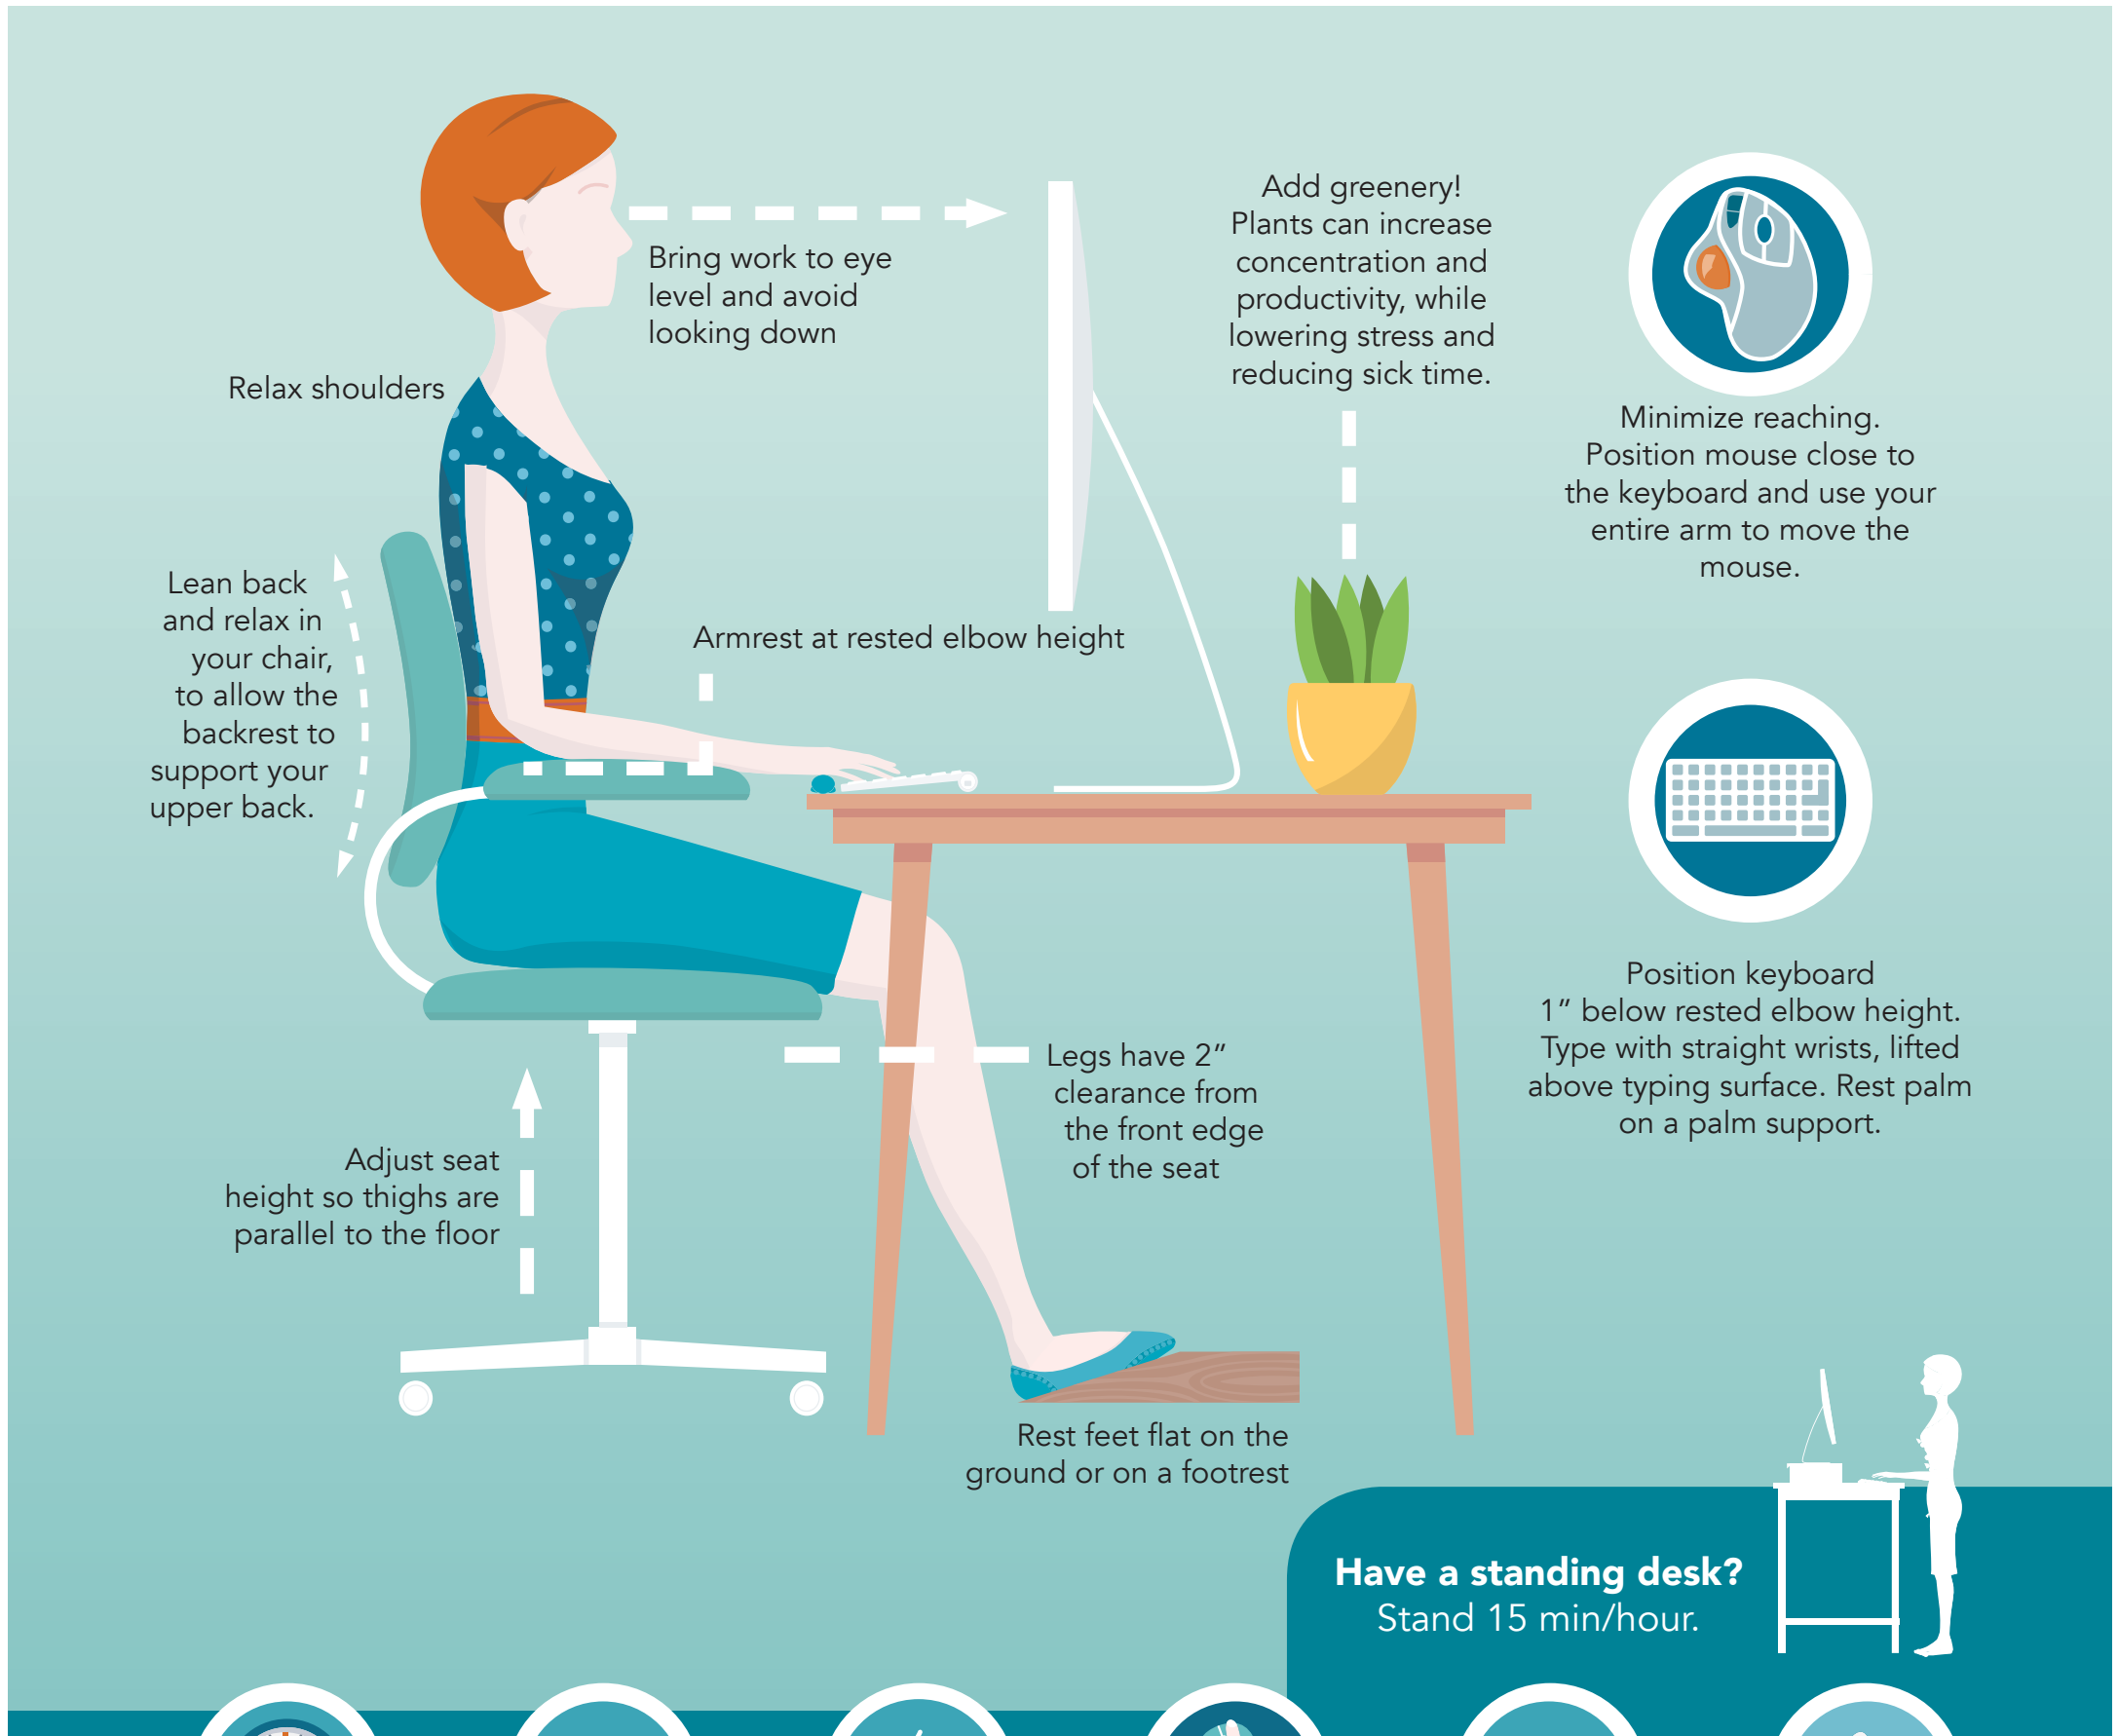 Bring work to eye
level and avoid
looking down
Relax shoulders
Add greenery!
Plants can increase
concentration and
productivity, while
lowering stress and
reducing sick time.
Minimize reaching.
Position mouse close to
the keyboard and use your
entire arm to move the
mouse.
Lean back
and relax in
your chair,
to allow the
backrest to
support your
upper back.
Armrest at rested elbow height
Position keyboard
1” below rested elbow height.
Type with straight wrists, lifted
above typing surface. Rest palm
on a palm support.
Legs have 2”
clearance from
the front edge
of the seat
Adjust seat
height so thighs are
parallel to the floor
Rest feet flat on the
ground or on a footrest
Have a standing desk?
Stand 15 min/hour.